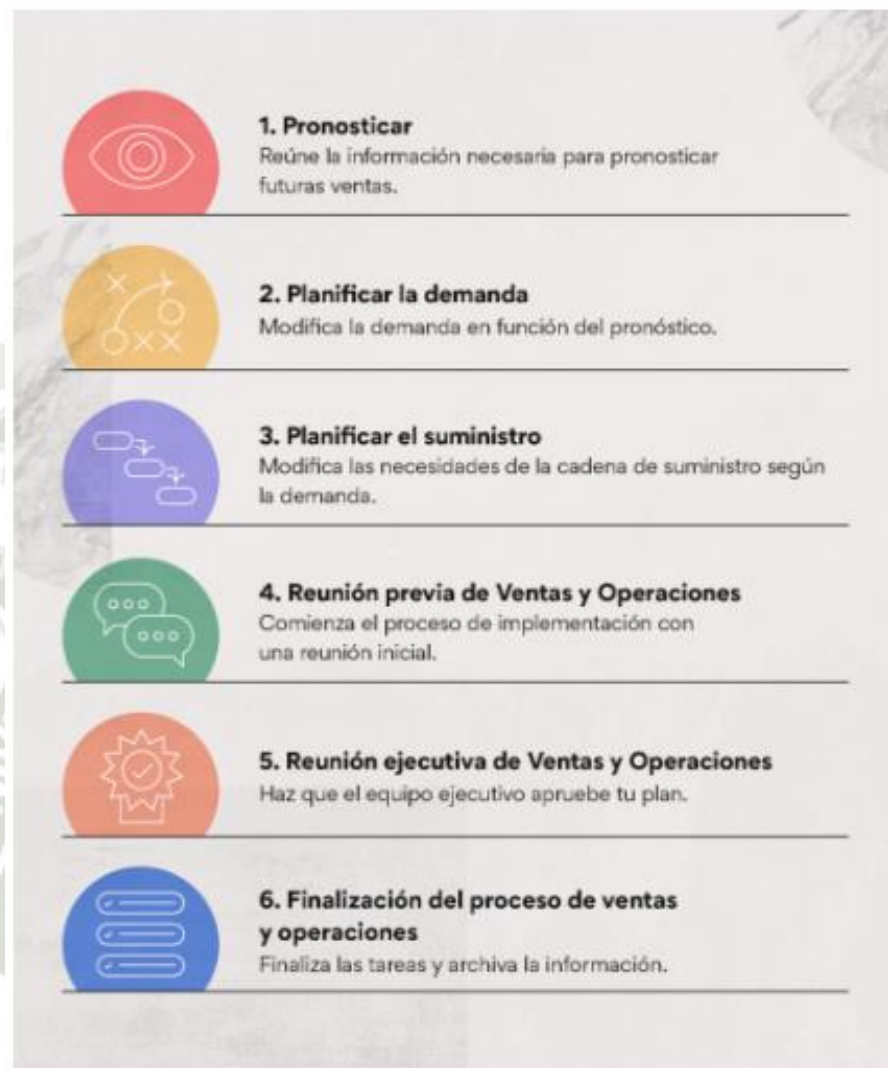 1. Pronosticar
Reúne la información necesaria para pronosticar
futuras ventas.
2. Planificar la demanda
Modifica la demanda en función del pronóstico.
3. Planificar el suministro
Modifica las necesidades de la cadena de suministro según
la demanda.
4. Reunión previa de Ventas y Operaciones
Comienza el proceso de implementación con
una reunión inicial.
5. Reunión ejecutiva de Ventas y Operaciones
Haz que el equipo ejecutivo apruebe tu plan.
6. Finalización del proceso de ventas
y operaciones
Finaliza las tareas y archiva la información.